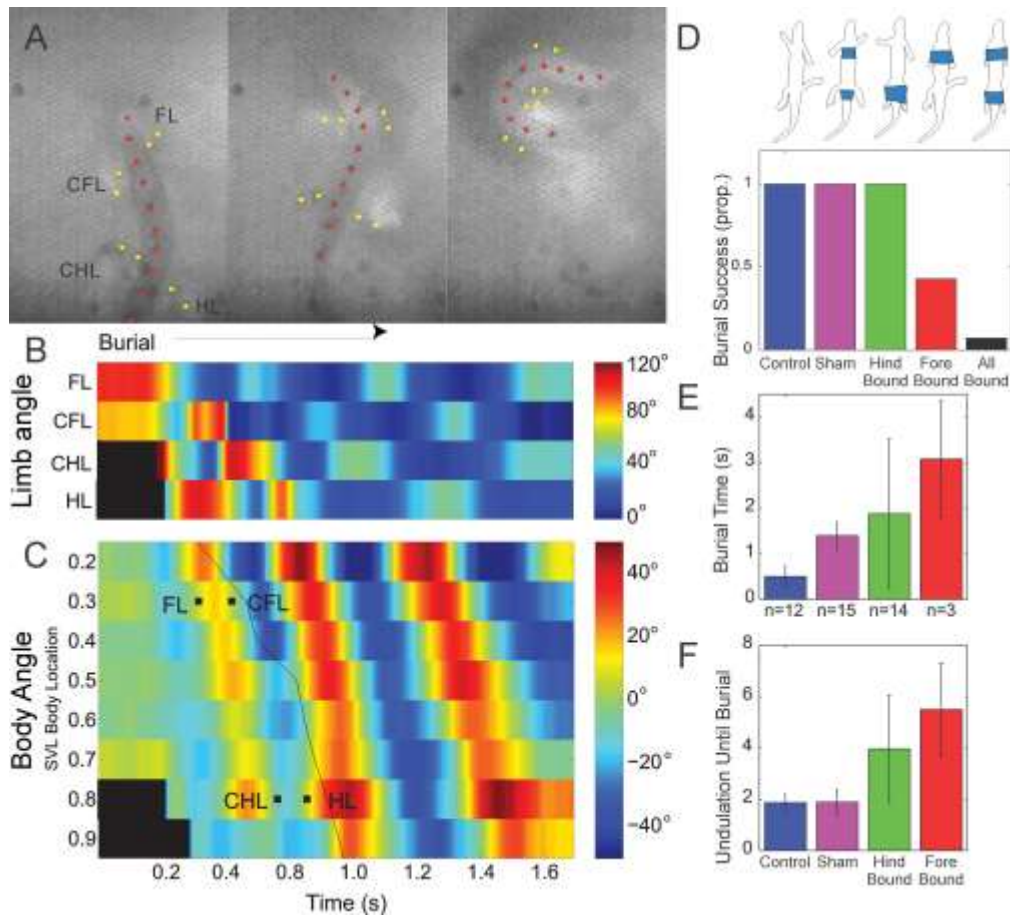 A
FL
CFL
CHL
HL
Burial
B
Limb angle
FL
CFL
CHL
HL
120°
80°
40°
0°
C
Body Angle
SVL Body Location
0.2
0.3
0.4
0.5
0.6
0.7
0.8
0.9
FL
CFL
CHL
HL
40°
20°
0°
−20°
−40°
0.2 0.4 0.8 1.0 1.2 1.4 1.6
Time (s)
D
Burial Success (prop.)
1
0.5
0
Control Sham Hind Bound Fore Bound All Bound
E
Burial Time (s)
4
3
2
1
0
n=12 n=15 n=14 n=3
F
Undulation Until Burial
8
6
4
2
0
Control Sham Hind Bound Fore Bound